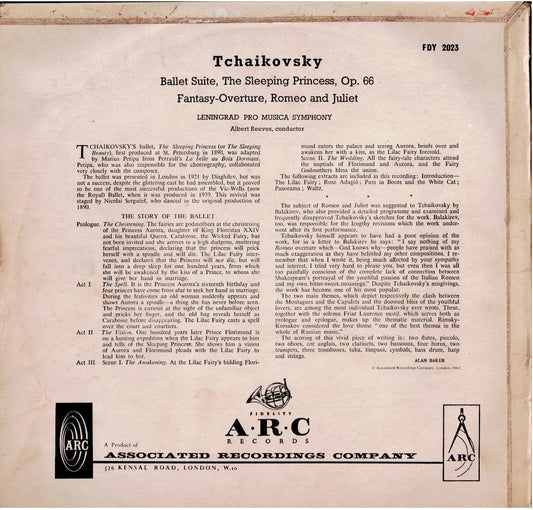 FDY 2023
Tchaikovsky
Ballet Suite, The Sleeping Princess, Op. 66
Fantasy-Overture, Romeo and Juliet
LENINGRAD PRO MUSICA SYMPHONY
Albert Reeves, conductor
TCHAIKOVSKY'S ballet, The Sleeping Princess (or The Sleeping
Beauty), first produced at St. Petersburg in 1890, was adapted
by Marius Petipa from Perrault's La belle au Bois Dormant.
Petipa, who was also responsible for the choreography, collaborated
very closely with the composer.
The ballet was presented in London in 1921 by Diaghilev, but was
not a success, despite the glittering cast he had assembled, but it proved
to be one of the most successful productions of the Vic-Wells (now
the Royal) Ballet, when it was produced in 1939. This revival was
staged by Nicolai Sergueef, who danced in the original production of
1890.
THE STORY OF THE BALLET
Prologue. The Christening. The fairies are godmothers at the christening
of the Princess Aurora, daughter of King Florestan XXIV
and his beautiful Queen. Carabosse, the Wicked Fairy, has
not been invited and she arrives in a high dudgeon, muttering
fearful imprecations, declaring that the princess will prick
herself with a spindle and will die. The Lilac Fairy inter-
venes, and declares that the Princess will not die, but will
fall into a deep sleep for one hundred years, from which
she will be awakened by the kiss of a Prince, to whom she
will give her hand in marriage.
Act I The Spell. It is the Princess Aurora's sixteenth birthday and
four princes have come from afar to seek her hand in marriage.
During the festivities an old woman suddenly appears and
shows Aurora a spindle—a thing she has never before seen.
The Princess is curious at the sight of the unfamiliar object
and pricks her finger, and the old hag reveals herself as
Carabosse before disappearing. The Lilac Fairy casts a spell
over the court and courtiers.
Act II The Vision. One hundred years later Prince Florimund is
on a hunting expedition when the Lilac Fairy appears to him
and tells of the Sleeping Princess. She shows him a vision
of Aurora and Florimund pleads with the Lilac Fairy to
lead him to her.
Act III Scene I. The Awakening. At the Lilac Fairy's bidding Flori-
mund enters the palace and seeing Aurora, bends over and
awakens her with a kiss, as the Lilac Fairy foretold.
Scene II. The Wedding. All the fairy-tale characters attend
the nuptials of Florimund and Aurora, and the Fairy
Godmothers bless the union.
The following extracts are included in this recording: Introduction—
The Lilac Fairy; Rose Adagio; Puss in Boots and the White Cat;
Panorama; Waltz.
The subject of Romeo and Juliet was suggested to Tchaikovsky by
Balakirev, who also provided a detailed programme and examined and
frequently disapproved Tchaikovsky's sketches for the work. Balakirev,
too, was responsible for the lengthy revisions which the work under-
went after its first performance.
Tchaikovsky himself appears to have had a poor opinion of the
work, for in a letter to Balakirev he says: "I say nothing of my
Romeo overture which—God knows why—people have praised with as
much exaggeration as they have belittled my other compositions. I re-
member that when I wrote it, being much affected by your sympathy
and interest, I tried very hard to please you, but even then I was all
too painfully conscious of the complete lack of connection between
Shakespeare's portrayal of the youthful passion of the Italian Romeo
and my own bitter-sweet moanings." Despite Tchaikovsky's misgivings,
the work has become one of his most popular.
The two main themes, which depict respectively the clash between
the Montagues and the Capulets and the doomed bliss of the youthful
lovers, are among the most inspired Tchaikovsky ever wrote. These,
together with the solemn Friar Laurence motif, which serves both as
prologue and epilogue, makes up the thematic material. Rimsky-
Korsakov considered the love theme "one of the best themes in the
whole of Russian music."
The scoring of this vivid piece of writing is: two flutes, piccolo,
two oboes, cor anglais, two clarinets, two bassoons, four horns, two
trumpets, three trombones, tuba, timpani, cymbals, bass drum, harp
and strings.
ALAN BAKER
© Associated Recordings Company, London, 1961
FIDELITY
A·R·C
RECORDS
A Product of
ASSOCIATED RECORDINGS COMPANY
326 KENSAL ROAD, LONDON, W.10
ARC
ARC